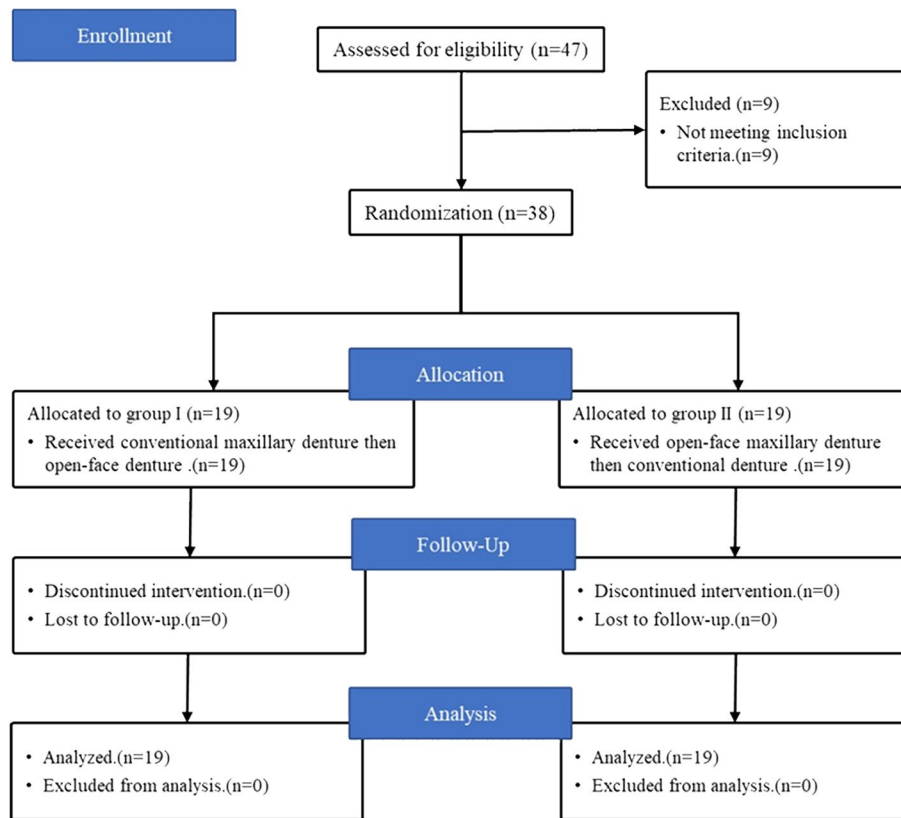 Enrollment
Assessed for eligibility (n=47)
Excluded (n=9)
• Not meeting inclusion
criteria.(n=9)
Randomization (n=38)
Allocation
Allocated to group I (n=19)
• Received conventional maxillary denture then
open-face denture .(n=19)
Allocated to group II (n=19)
• Received open-face maxillary denture
then conventional denture .(n=19)
Follow-Up
• Discontinued intervention.(n=0)
• Lost to follow-up.(n=0)
• Discontinued intervention.(n=0)
• Lost to follow-up.(n=0)
Analysis
• Analyzed.(n=19)
• Excluded from analysis.(n=0)
• Analyzed.(n=19)
• Excluded from analysis.(n=0)